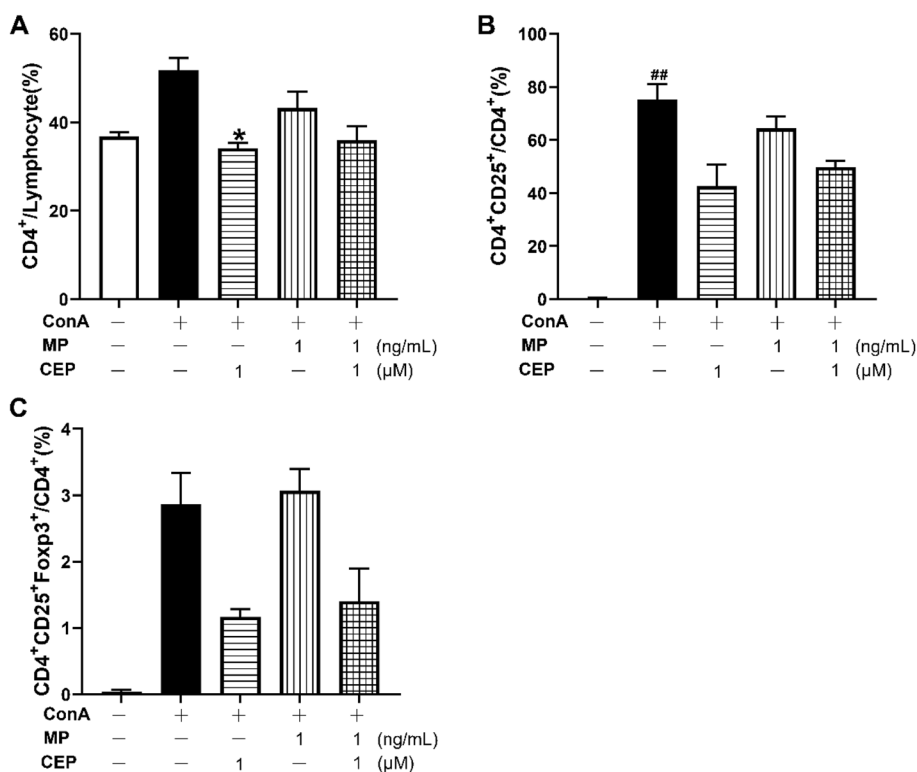 A
CD4⁺/Lymphocyte(%)
60
40
20
0
*
ConA − + + + +
MP − − − 1 1 (ng/mL)
CEP − − 1 − 1 (μM)
B
CD4⁺CD25⁺/CD4⁺(%)
100
80
60
40
20
0
##
ConA − + + + +
MP − − − 1 1 (ng/mL)
CEP − − 1 − 1 (μM)
C
CD4⁺CD25⁺Foxp3⁺/CD4⁺(%)
4
3
2
1
0
ConA − + + + +
MP − − − 1 1 (ng/mL)
CEP − − 1 − 1 (μM)